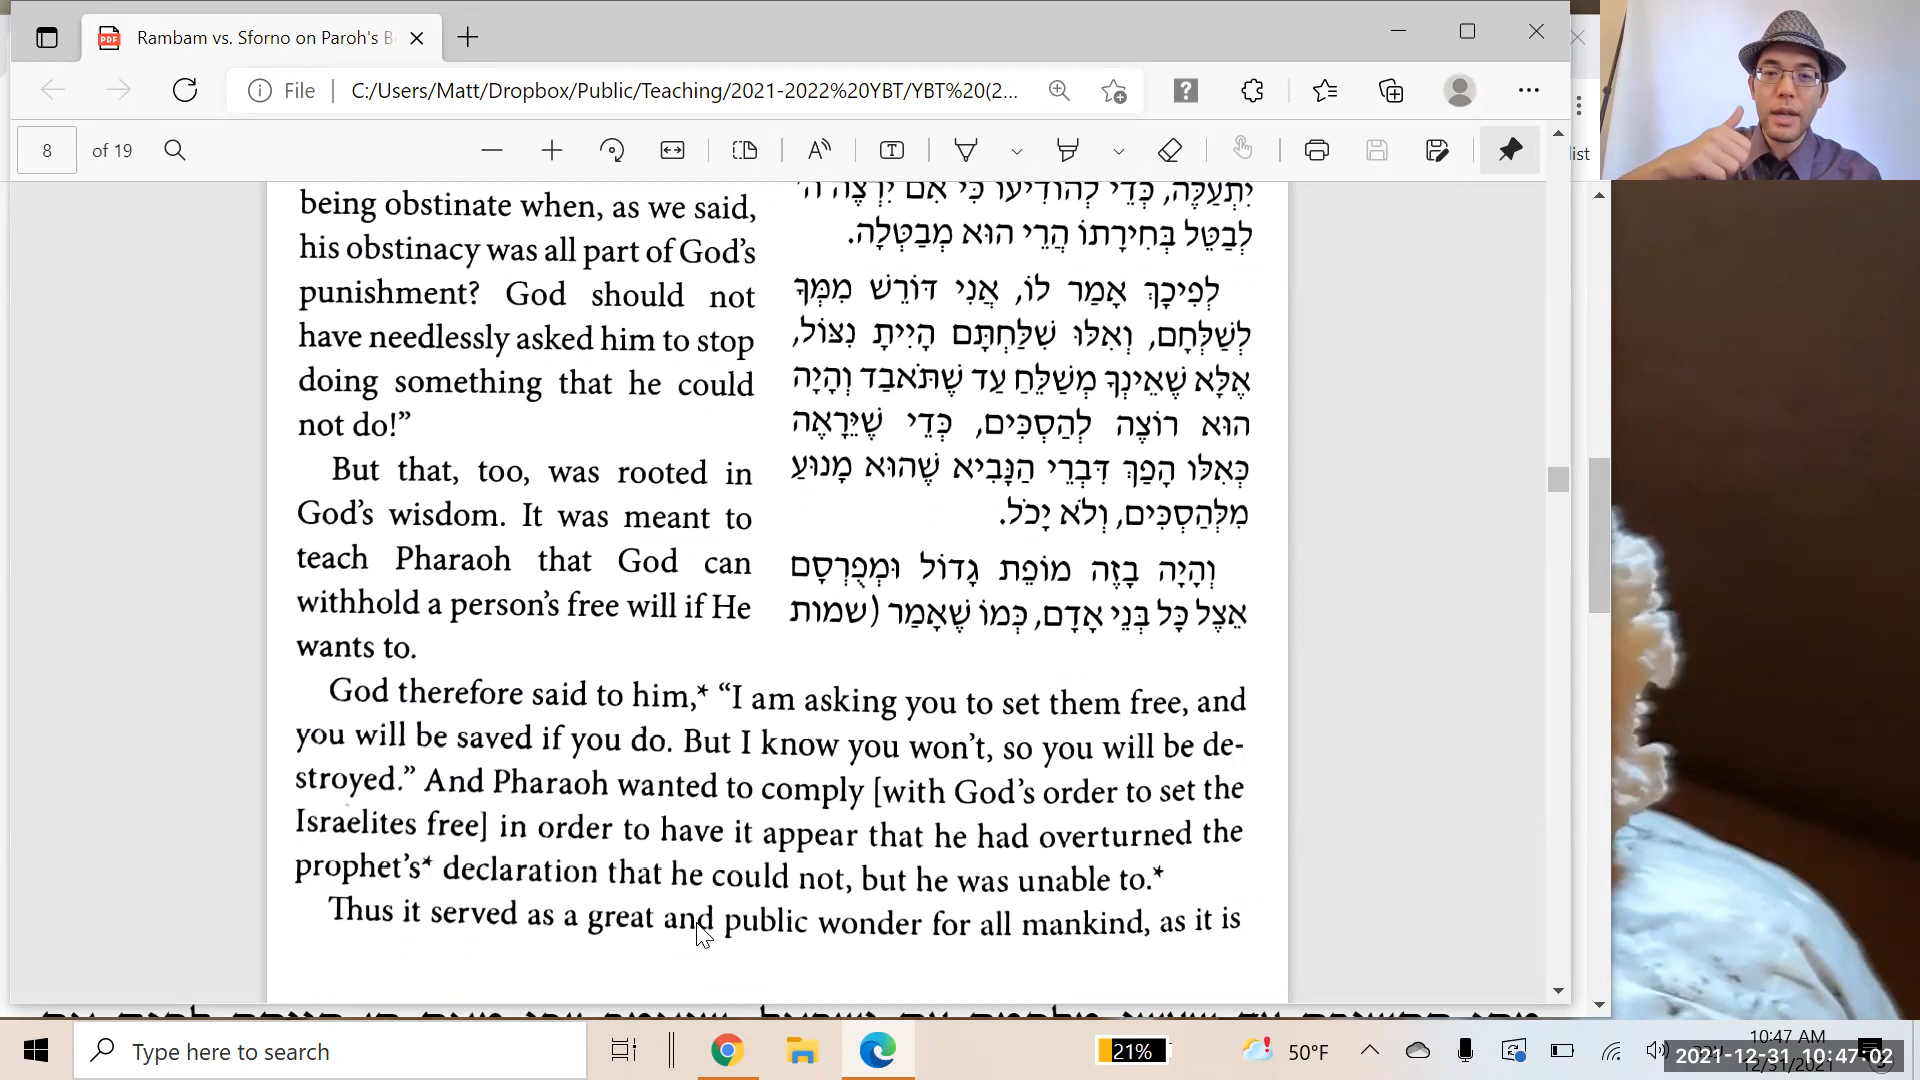 Rambam vs. Sforno on Paroh's B
File C:/Users/Matt/Dropbox/Public/Teaching/2021-2022%20YBT/YBT%20(2...
8 of 19
list
being obstinate when, as we said,
his obstinacy was all part of God's
punishment? God should not
have needlessly asked him to stop
doing something that he could
not do!"
But that, too, was rooted in
God's wisdom. It was meant to
teach Pharaoh that God can
withhold a person's free will if He
wants to.
יִתְעַלֶּה, כְּדֵי לְהוֹדִיעוֹ כִּי אִם יִרְצֶה ה'
לְבַטֵּל בְּחִירָתוֹ הֲרֵי הוּא מְבַטְּלָהּ.
לְפִיכָךְ אָמַר לוֹ, אֲנִי דּוֹרֵשׁ מִמְּךָ
לְשַׁלְּחָם, וְאִלּוּ שִׁלַּחְתָּם הָיִיתָ נִצּוֹל,
אֶלָּא שֶׁאֵינְךָ מְשַׁלֵּחַ עַד שֶׁתֹּאבַד וְהָיָה
הוּא רוֹצֶה לְהַסְכִּים, כְּדֵי שֶׁיֵּרָאֶה
כְּאִלּוּ הָפַךְ דִּבְרֵי הַנָּבִיא שֶׁהוּא מָנוּעַ
מִלְּהַסְכִּים, וְלֹא יָכֹל.
וְהָיָה בָזֶה מוֹפֵת גָּדוֹל וּמְפֻרְסָם
אֵצֶל כָּל בְּנֵי אָדָם, כְּמוֹ שֶׁאָמַר (שמות
God therefore said to him,* "I am asking you to set them free, and
you will be saved if you do. But I know you won't, so you will be de-
stroyed." And Pharaoh wanted to comply [with God's order to set the
Israelites free] in order to have it appear that he had overturned the
prophet's* declaration that he could not, but he was unable to.*
Thus it served as a great and public wonder for all mankind, as it is
Type here to search
21%
50°F
10:47 AM
2021-12-31 10:47:02